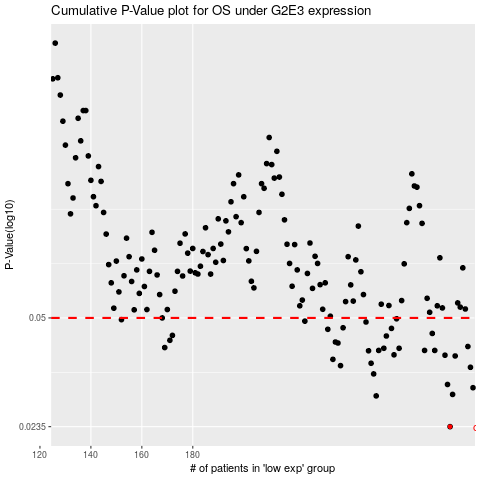 Cumulative P-Value plot for OS under G2E3 expression
P-Value(log10)
0.05
0.0235
120 140 160 180
# of patients in 'low exp' group